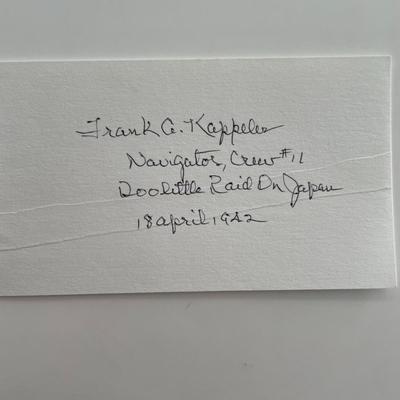 Frank A. Kappeler
Navigator, Crew #11
Doolittle Raid On Japan
18 april 1942